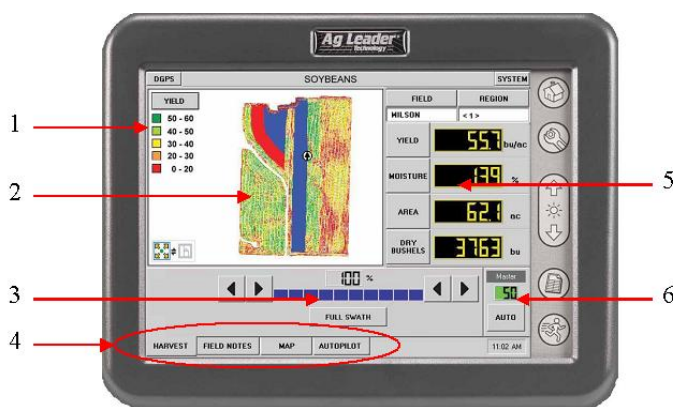 Ag Leader
Technology
DGPS SOYBEANS SYSTEM
YIELD
50 - 60
40 - 50
30 - 40
20 - 30
0 - 20
FIELD REGION
WILSON <1>
YIELD 55.7 bu/ac
MOISTURE 13.9 %
AREA 62.1 ac
DRY BUSHELS 3763 bu
100 %
FULL SWATH
Master
50
AUTO
HARVEST FIELD NOTES MAP AUTOPILOT 11:02 AM
1
2
3
4
5
6